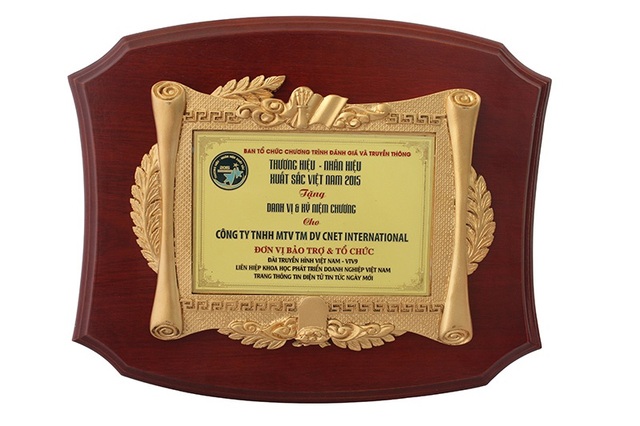 BAN TỔ CHỨC CHƯƠNG TRÌNH ĐÁNH GIÁ VÀ TRUYỀN THÔNG
THƯƠNG HIỆU - NHÃN HIỆU
XUẤT SẮC VIỆT NAM 2015
Tặng
DANH VỊ & KỶ NIỆM CHƯƠNG
Cho
CÔNG TY TNHH MTV TM DV CNET INTERNATIONAL
ĐƠN VỊ BẢO TRỢ & TỔ CHỨC
ĐÀI TRUYỀN HÌNH VIỆT NAM - VTV9
LIÊN HIỆP KHOA HỌC PHÁT TRIỂN DOANH NGHIỆP VIỆT NAM
TRANG THÔNG TIN ĐIỆN TỬ TIN TỨC NGÀY MỚI